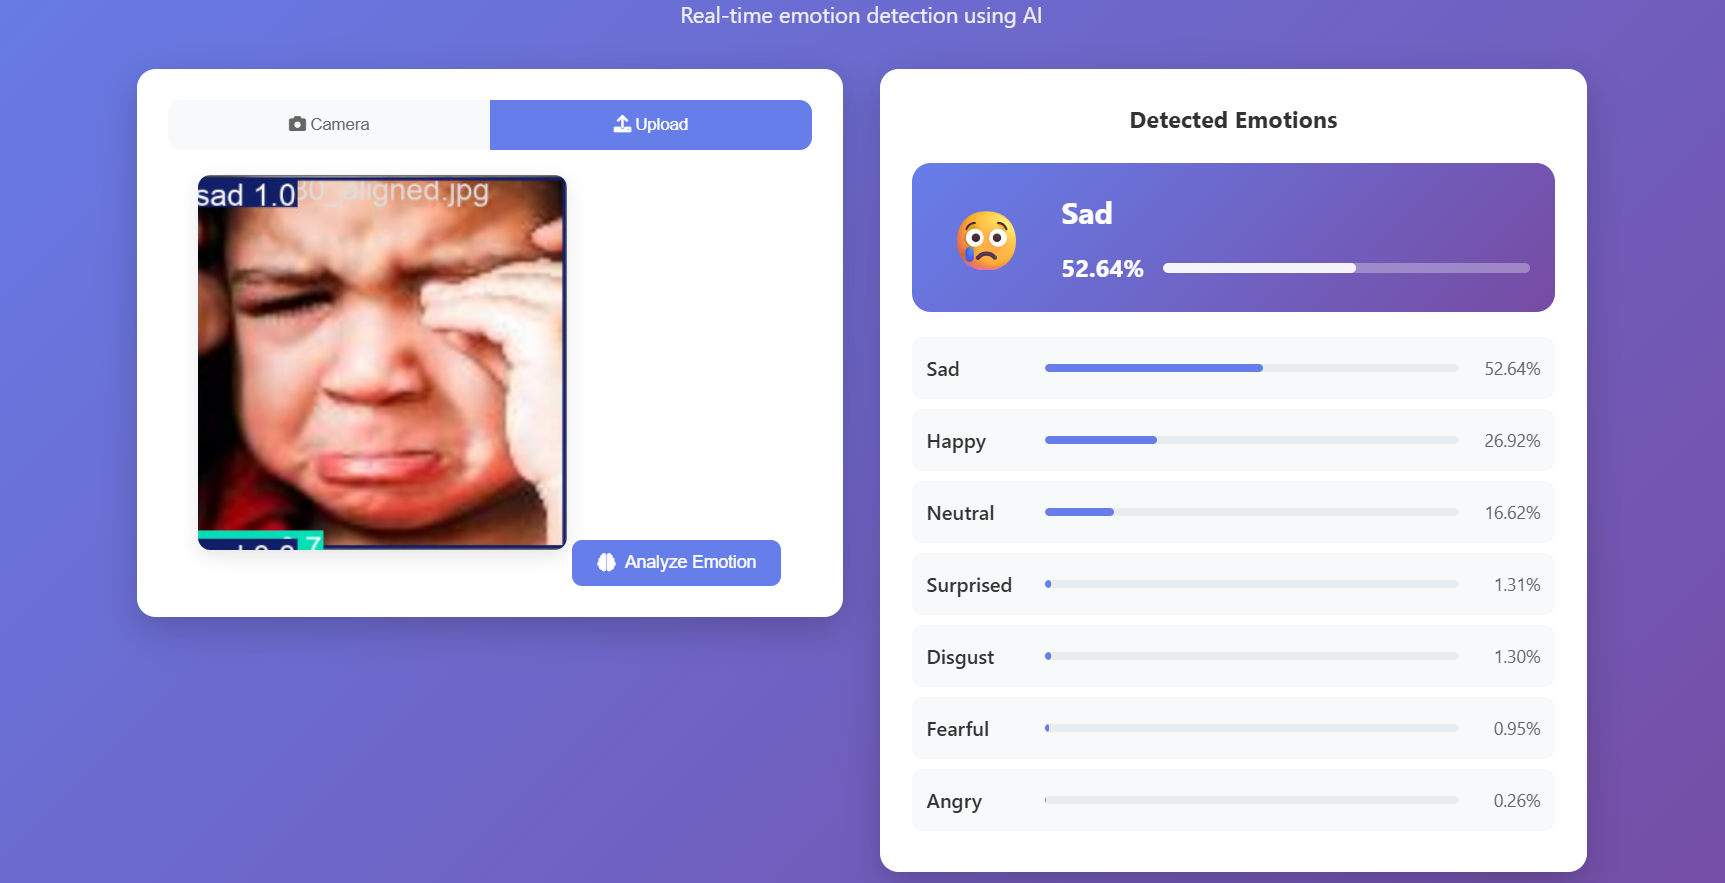 Real-time emotion detection using AI
Camera
Upload
sad 1.0
30_aligned.jpg
Analyze Emotion
Detected Emotions
Sad
52.64%
Sad 52.64%
Happy 26.92%
Neutral 16.62%
Surprised 1.31%
Disgust 1.30%
Fearful 0.95%
Angry 0.26%